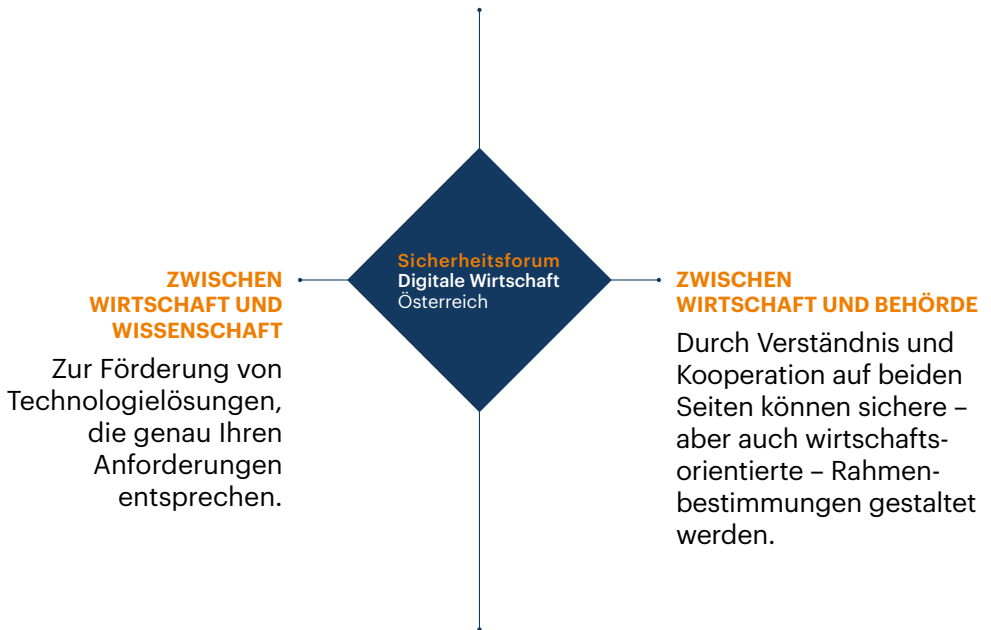 ZWISCHEN
WIRTSCHAFT UND
WISSENSCHAFT
Zur Förderung von
Technologielösungen,
die genau Ihren
Anforderungen
entsprechen.
Sicherheitsforum
Digitale Wirtschaft
Österreich
ZWISCHEN
WIRTSCHAFT UND BEHÖRDE
Durch Verständnis und
Kooperation auf beiden
Seiten können sichere –
aber auch wirtschafts-
orientierte – Rahmen-
bestimmungen gestaltet
werden.